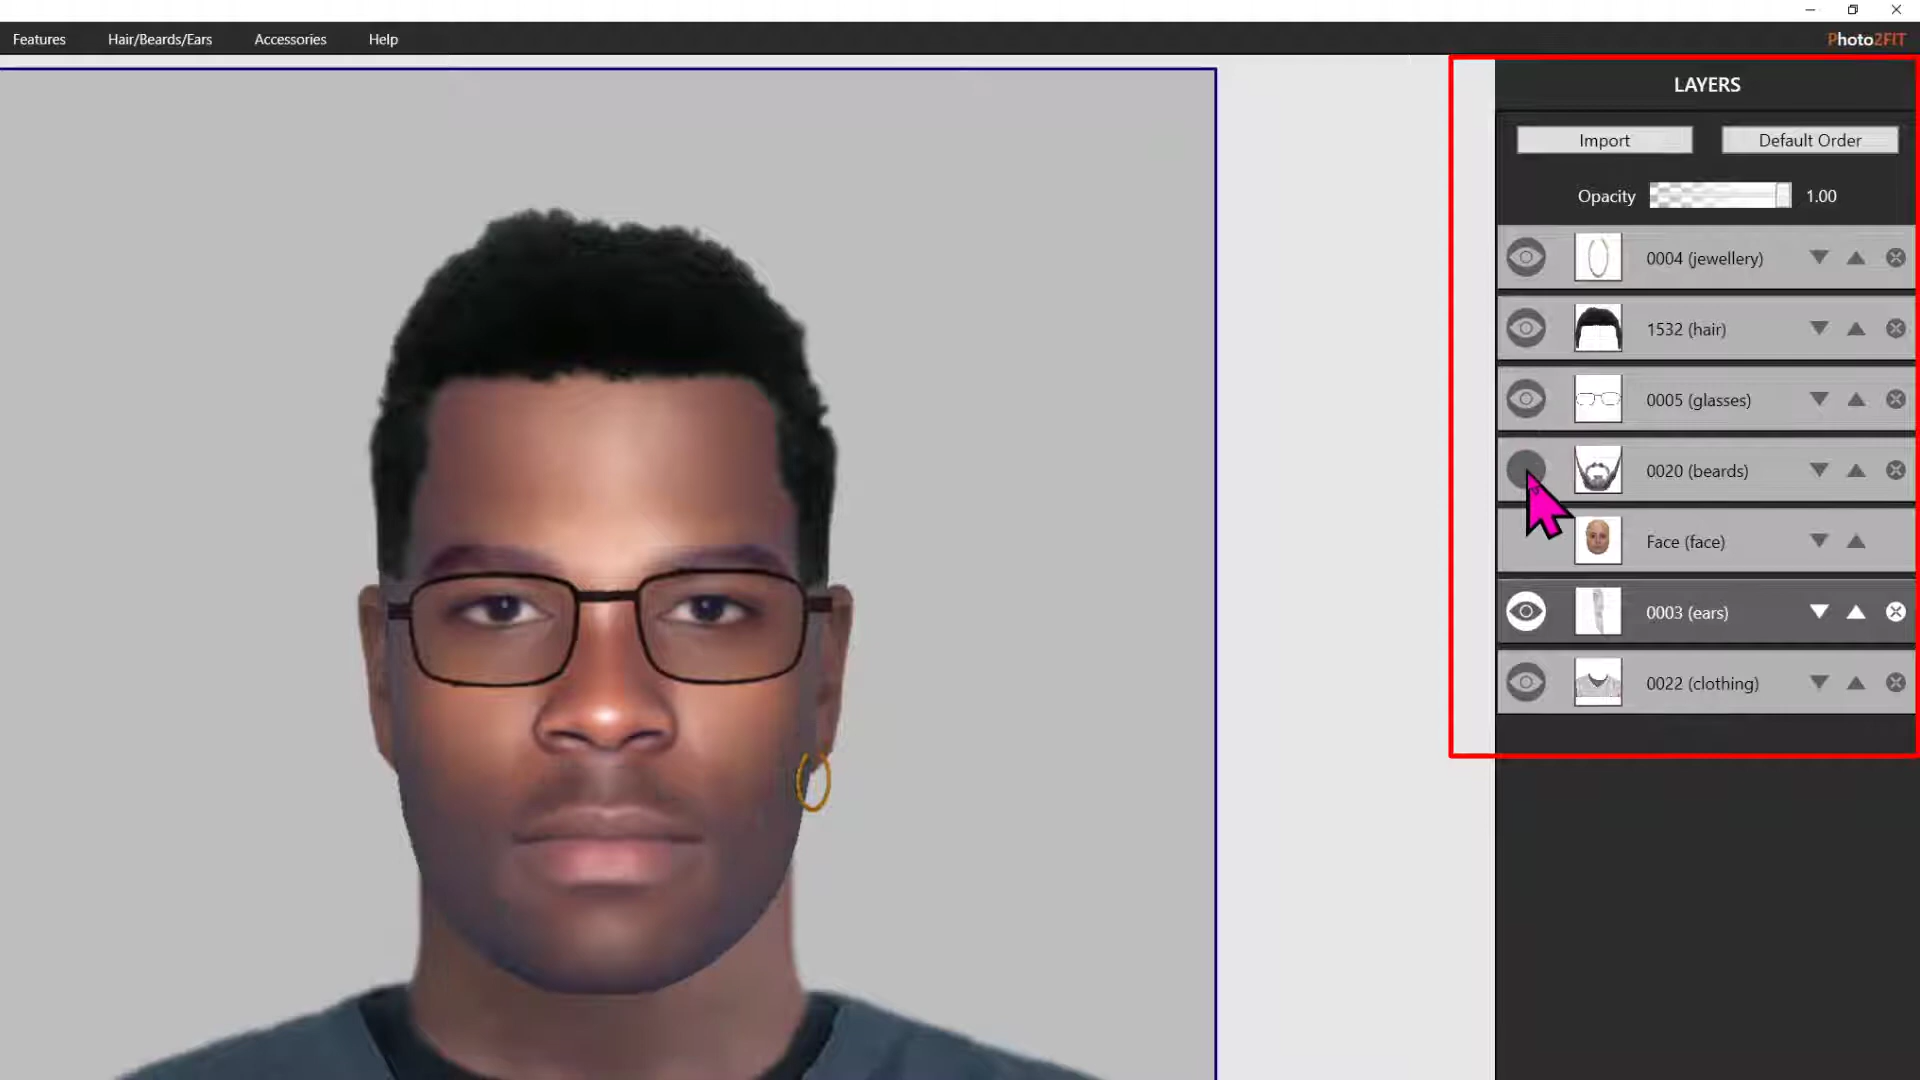 Features Hair/Beards/Ears Accessories Help Photo2FIT
LAYERS
Import Default Order
Opacity 1.00
0004 (jewellery)
1532 (hair)
0005 (glasses)
0020 (beards)
Face (face)
0003 (ears)
0022 (clothing)